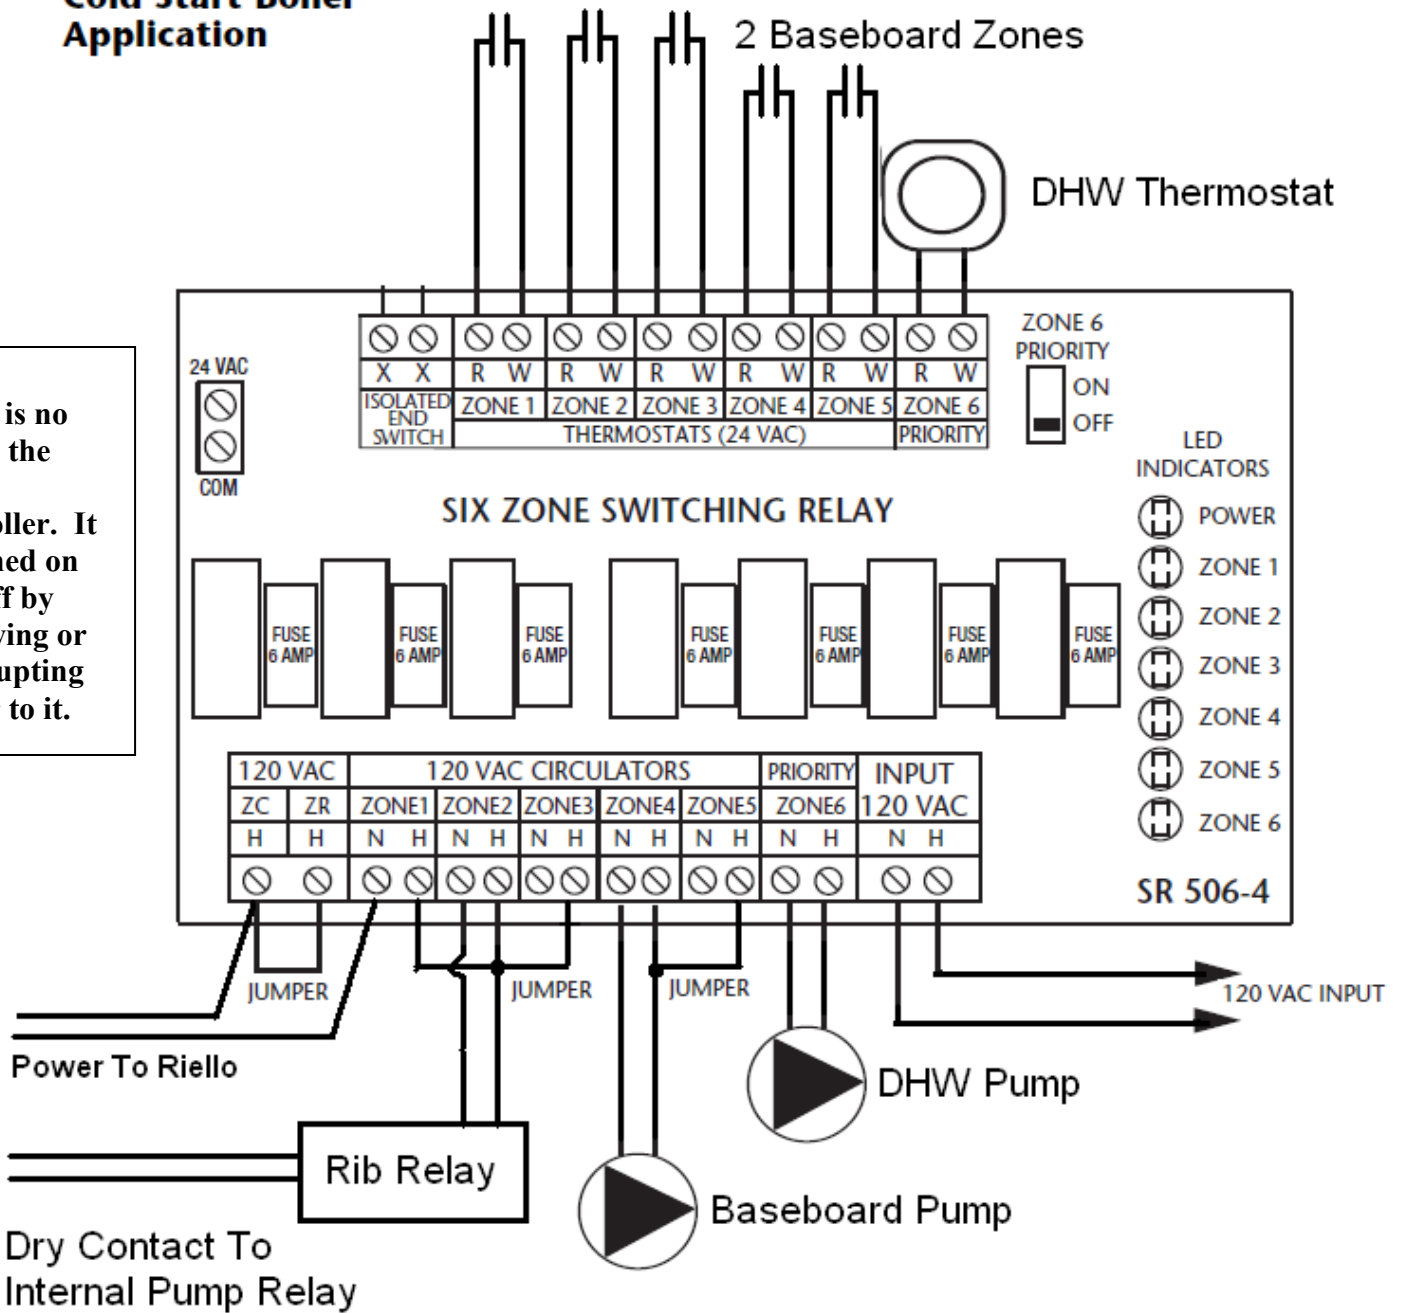 Application
2 Baseboard Zones
DHW Thermostat
is no
the
It
on
by
or
to it.
24 VAC
COM
X X R W R W R W R W R W R W
ISOLATED END SWITCH
ZONE 1 ZONE 2 ZONE 3 ZONE 4 ZONE 5 ZONE 6
THERMOSTATS (24 VAC) PRIORITY
ZONE 6
PRIORITY
ON
OFF
SIX ZONE SWITCHING RELAY
LED
INDICATORS
POWER
ZONE 1
ZONE 2
ZONE 3
ZONE 4
ZONE 5
ZONE 6
FUSE FUSE FUSE FUSE FUSE FUSE FUSE
6 AMP 6 AMP 6 AMP 6 AMP 6 AMP 6 AMP 6 AMP
120 VAC 120 VAC CIRCULATORS PRIORITY INPUT
ZC ZR ZONE1 ZONE2 ZONE3 ZONE4 ZONE5 ZONE6 120 VAC
H H N H N H N H N H N H N H N H
SR 506-4
JUMPER JUMPER JUMPER
120 VAC INPUT
Power To Riello
DHW Pump
Rib Relay
Baseboard Pump
Dry Contact To
Internal Pump Relay